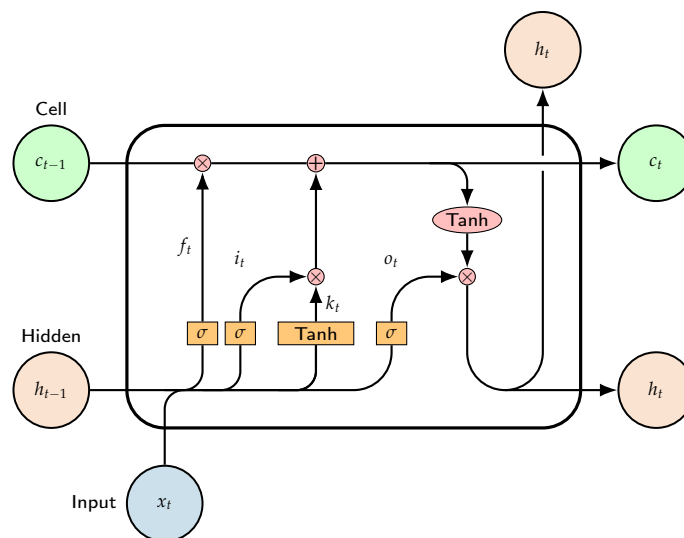 h_t
Cell
c_{t−1}
×
+
c_t
Tanh
f_t
i_t
o_t
×
×
k_t
σ
σ
Tanh
σ
Hidden
h_{t−1}
h_t
Input
x_t